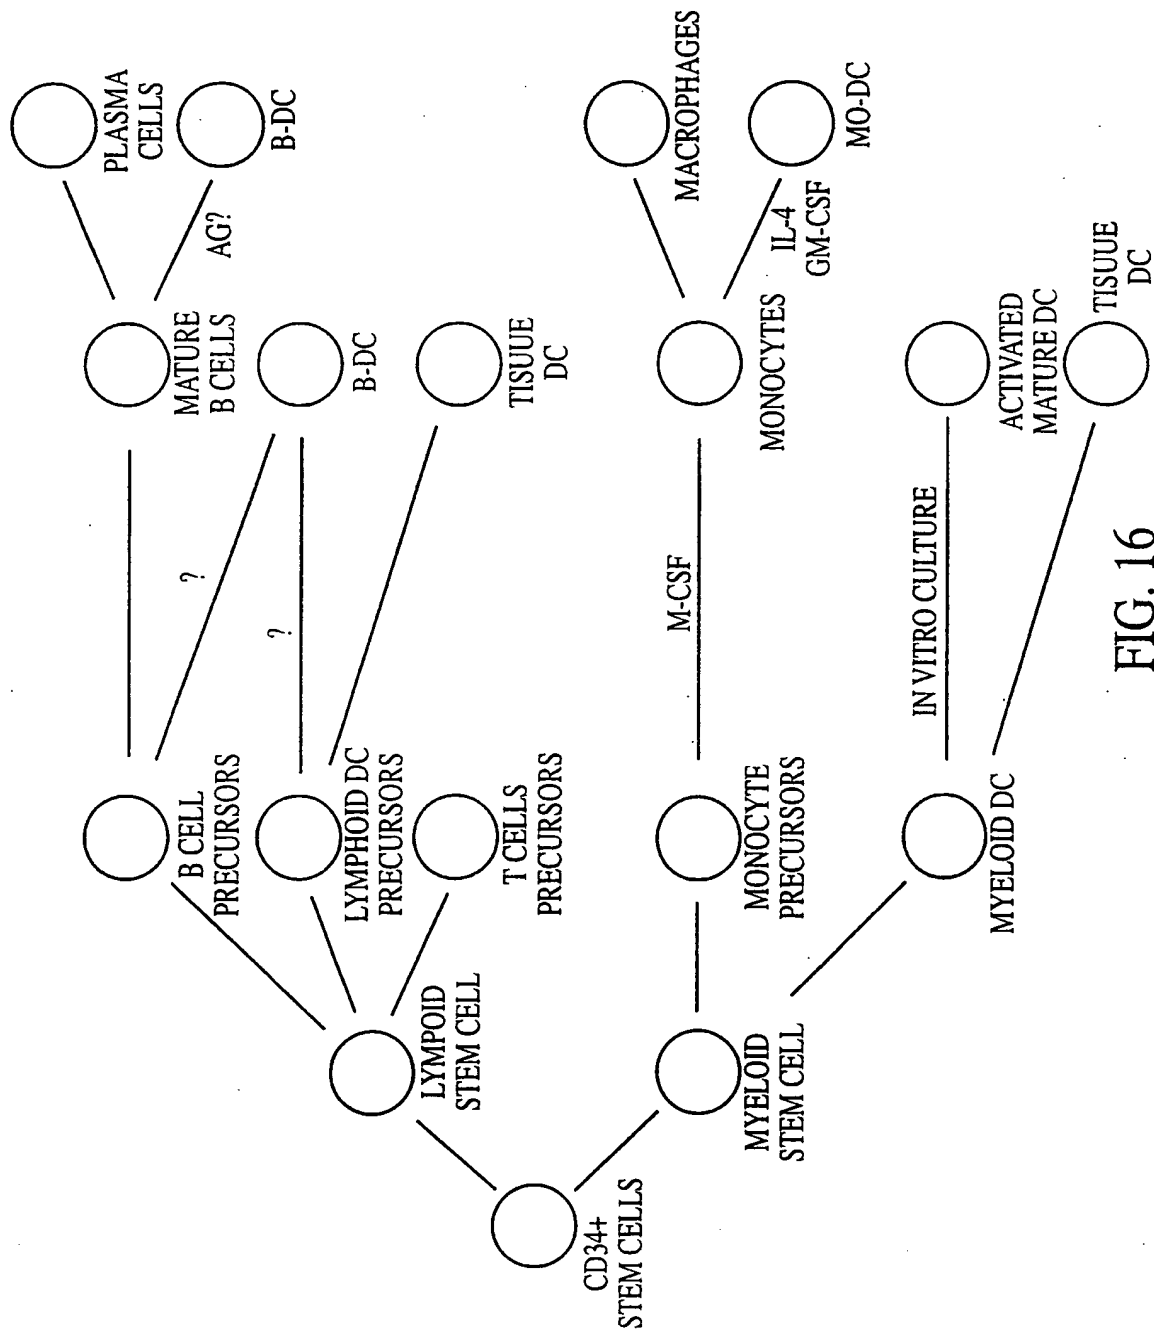 CD34+
STEM CELLS
LYMPOID
STEM CELL
MYELOID
STEM CELL
B CELL
PRECURSORS
LYMPHOID DC
PRECURSORS
T CELLS
PRECURSORS
MONOCYTE
PRECURSORS
MYELOID DC
?
?
M-CSF
IN VITRO CULTURE
MATURE
B CELLS
B-DC
TISUUE
DC
MONOCYTES
ACTIVATED
MATURE DC
TISUUE
DC
AG?
IL-4
GM-CSF
PLASMA
CELLS
B-DC
MACROPHAGES
MO-DC
FIG. 16